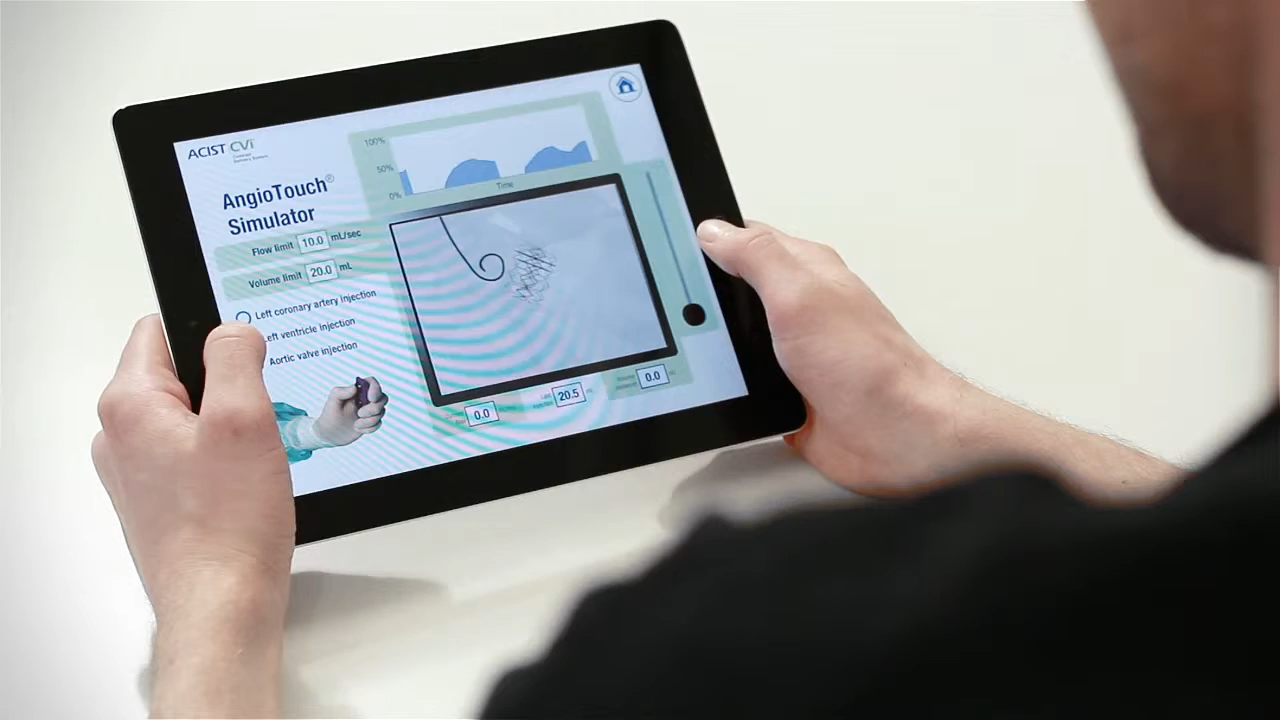 ACIST CVi
AngioTouch®
Simulator
Flow limit 10.0 mL/sec
Volume limit 20.0 mL
Left coronary artery injection
Left ventricle injection
Aortic valve injection
100%
50%
0%
Time
0.0
20.5
0.0